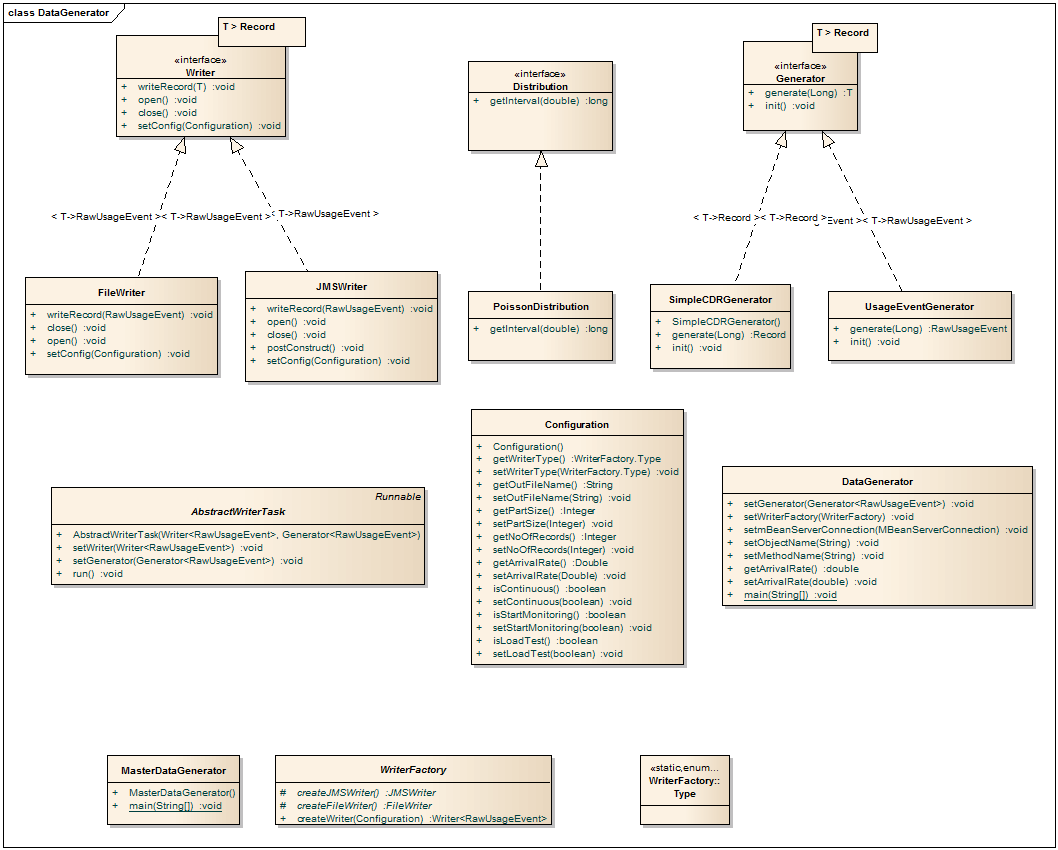 class DataGenerator
T > Record
«interface»
Writer
+ writeRecord(T) :void
+ open() :void
+ close() :void
+ setConfig(Configuration) :void
«interface»
Distribution
+ getInterval(double) :long
T > Record
«interface»
Generator
+ generate(Long) :T
+ init() :void
< T->RawUsageEvent >< T->RawUsageEvent >
< T->RawUsageEvent >
< T->Record >< T->Record >
Event >< T->RawUsageEvent >
FileWriter
+ writeRecord(RawUsageEvent) :void
+ close() :void
+ open() :void
+ setConfig(Configuration) :void
JMSWriter
+ writeRecord(RawUsageEvent) :void
+ open() :void
+ close() :void
+ postConstruct() :void
+ setConfig(Configuration) :void
PoissonDistribution
+ getInterval(double) :long
SimpleCDRGenerator
+ SimpleCDRGenerator()
+ generate(Long) :Record
+ init() :void
UsageEventGenerator
+ generate(Long) :RawUsageEvent
+ init() :void
Runnable
AbstractWriterTask
+ AbstractWriterTask(Writer<RawUsageEvent>, Generator<RawUsageEvent>)
+ setWriter(Writer<RawUsageEvent>) :void
+ setGenerator(Generator<RawUsageEvent>) :void
+ run() :void
Configuration
+ Configuration()
+ getWriterType() :WriterFactory.Type
+ setWriterType(WriterFactory.Type) :void
+ getOutFileName() :String
+ setOutFileName(String) :void
+ getPartSize() :Integer
+ setPartSize(Integer) :void
+ getNoOfRecords() :Integer
+ setNoOfRecords(Integer) :void
+ getArrivalRate() :Double
+ setArrivalRate(Double) :void
+ isContinuous() :boolean
+ setContinuous(boolean) :void
+ isStartMonitoring() :boolean
+ setStartMonitoring(boolean) :void
+ isLoadTest() :boolean
+ setLoadTest(boolean) :void
DataGenerator
+ setGenerator(Generator<RawUsageEvent>) :void
+ setWriterFactory(WriterFactory) :void
+ setmBeanServerConnection(MBeanServerConnection) :void
+ setObjectName(String) :void
+ setMethodName(String) :void
+ getArrivalRate() :double
+ setArrivalRate(double) :void
+ main(String[]) :void
MasterDataGenerator
+ MasterDataGenerator()
+ main(String[]) :void
WriterFactory
# createJMSWriter() :JMSWriter
# createFileWriter() :FileWriter
+ createWriter(Configuration) :Writer<RawUsageEvent>
«static,enum...
WriterFactory::
Type